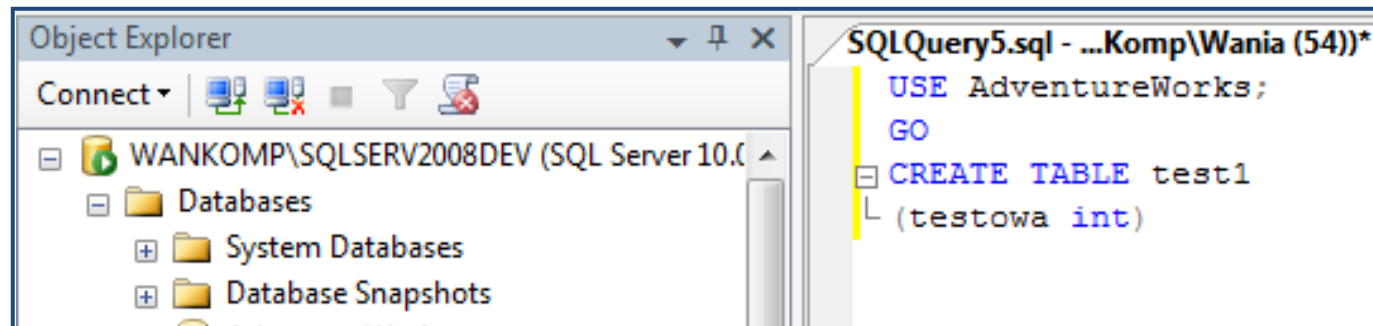 Object Explorer
Connect
WANKOMP\SQLSERV2008DEV (SQL Server 10.0
Databases
System Databases
Database Snapshots
SQLQuery5.sql - ...Komp\Wania (54))*
USE AdventureWorks;
GO
CREATE TABLE test1
(testowa int)